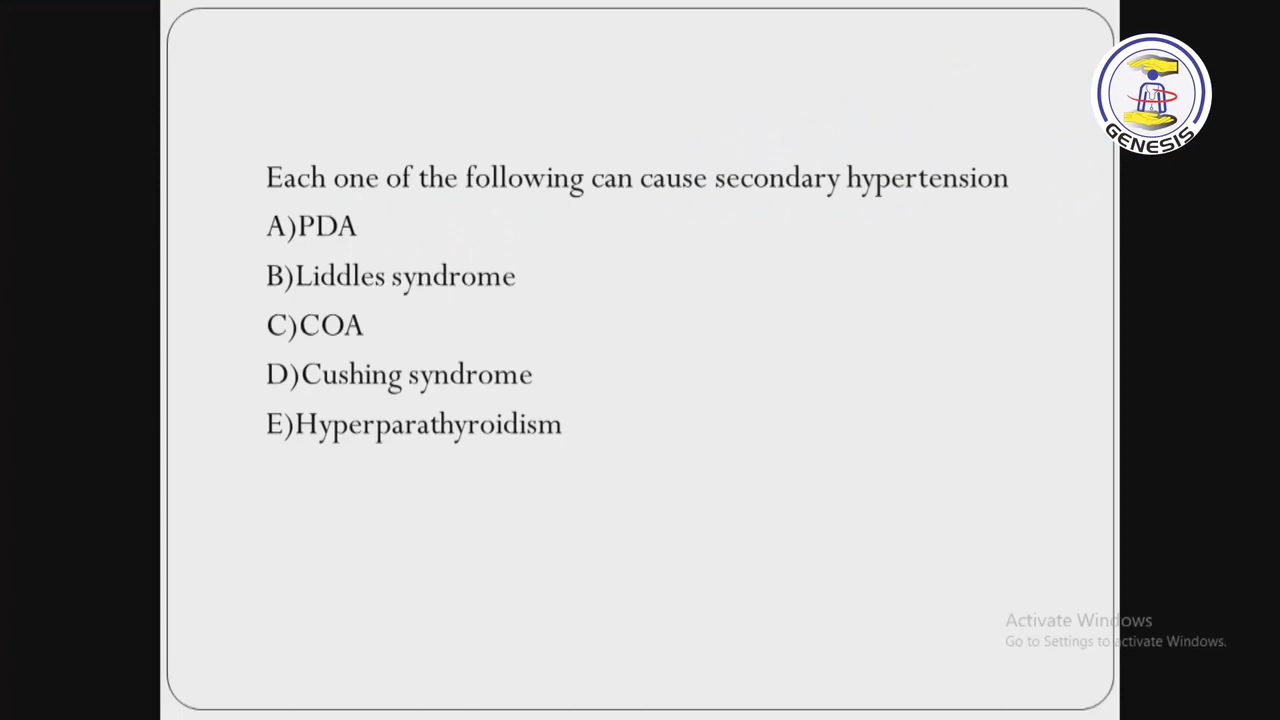 GENESIS
Each one of the following can cause secondary hypertension
A)PDA
B)Liddles syndrome
C)COA
D)Cushing syndrome
E)Hyperparathyroidism
Activate Windows
Go to Settings to activate Windows.